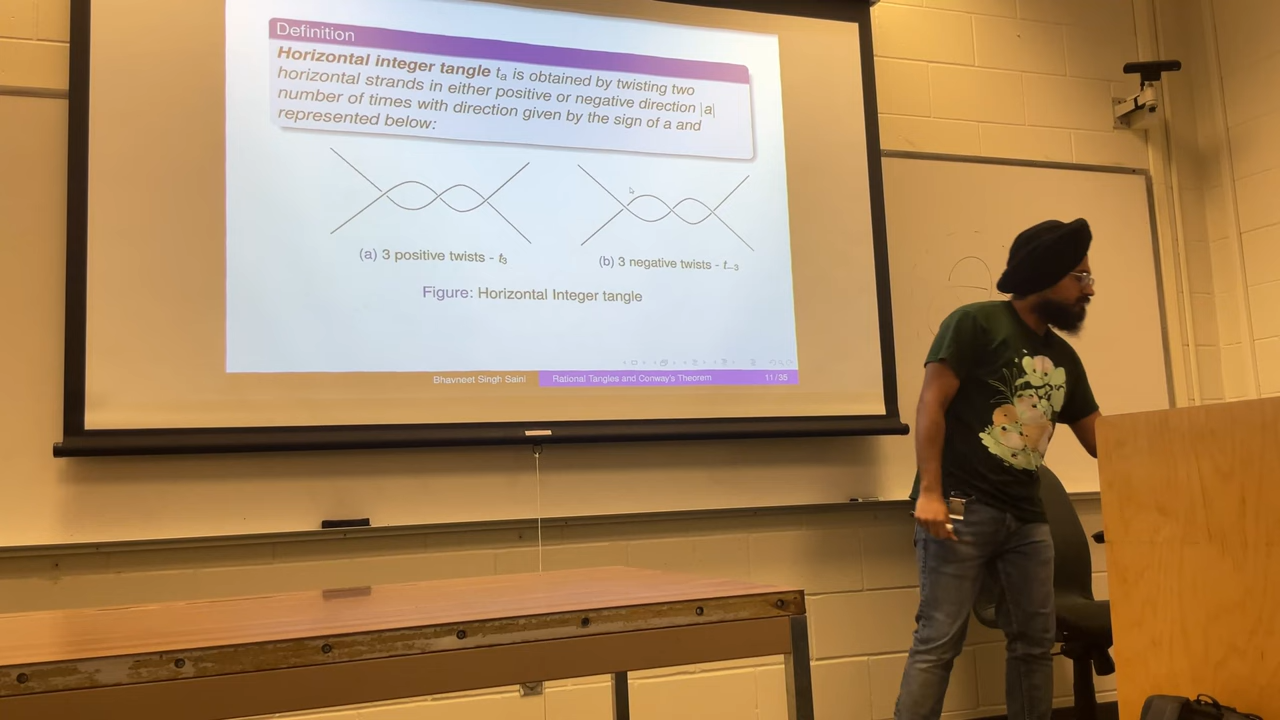 Definition
Horizontal integer tangle tₐ is obtained by twisting two
horizontal strands in either positive or negative direction |a|
number of times with direction given by the sign of a and
represented below:
(a) 3 positive twists - t₃
(b) 3 negative twists - t₋₃
Figure: Horizontal Integer tangle
Bhavneet Singh Saini
Rational Tangles and Conway's Theorem
11/35